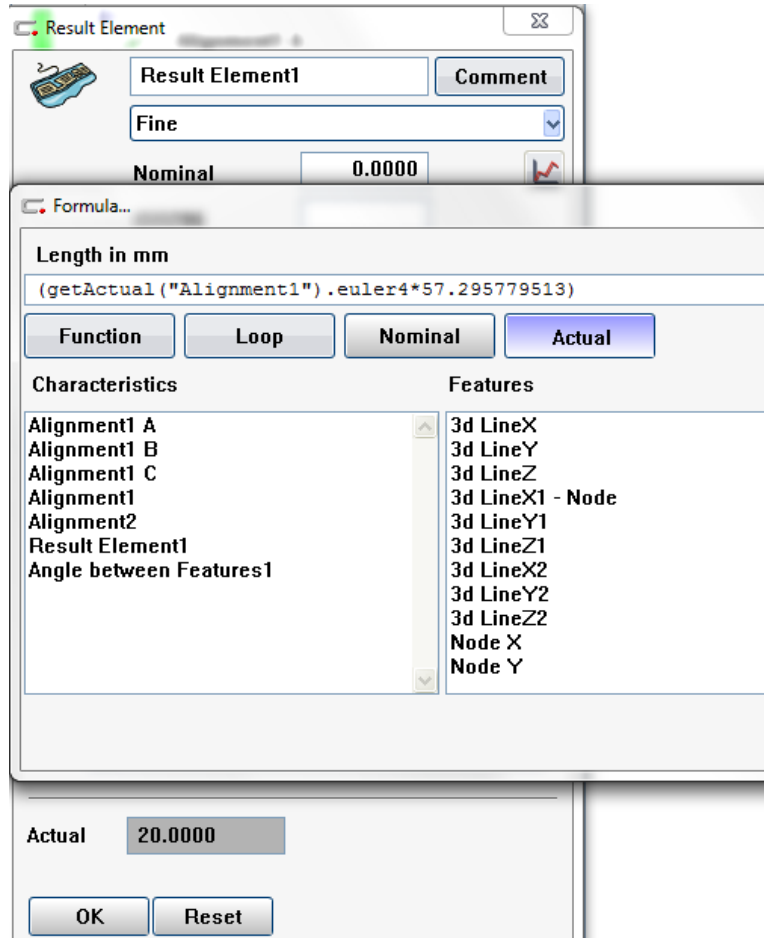 Result Element
Result Element1
Comment
Fine
Nominal
0.0000
Formula...
Length in mm
(getActual("Alignment1").euler4*57.295779513)
Function
Loop
Nominal
Actual
Characteristics
Alignment1 A
Alignment1 B
Alignment1 C
Alignment1
Alignment2
Result Element1
Angle between Features1
Features
3d LineX
3d LineY
3d LineZ
3d LineX1 - Node
3d LineY1
3d LineZ1
3d LineX2
3d LineY2
3d LineZ2
Node X
Node Y
Actual
20.0000
OK
Reset